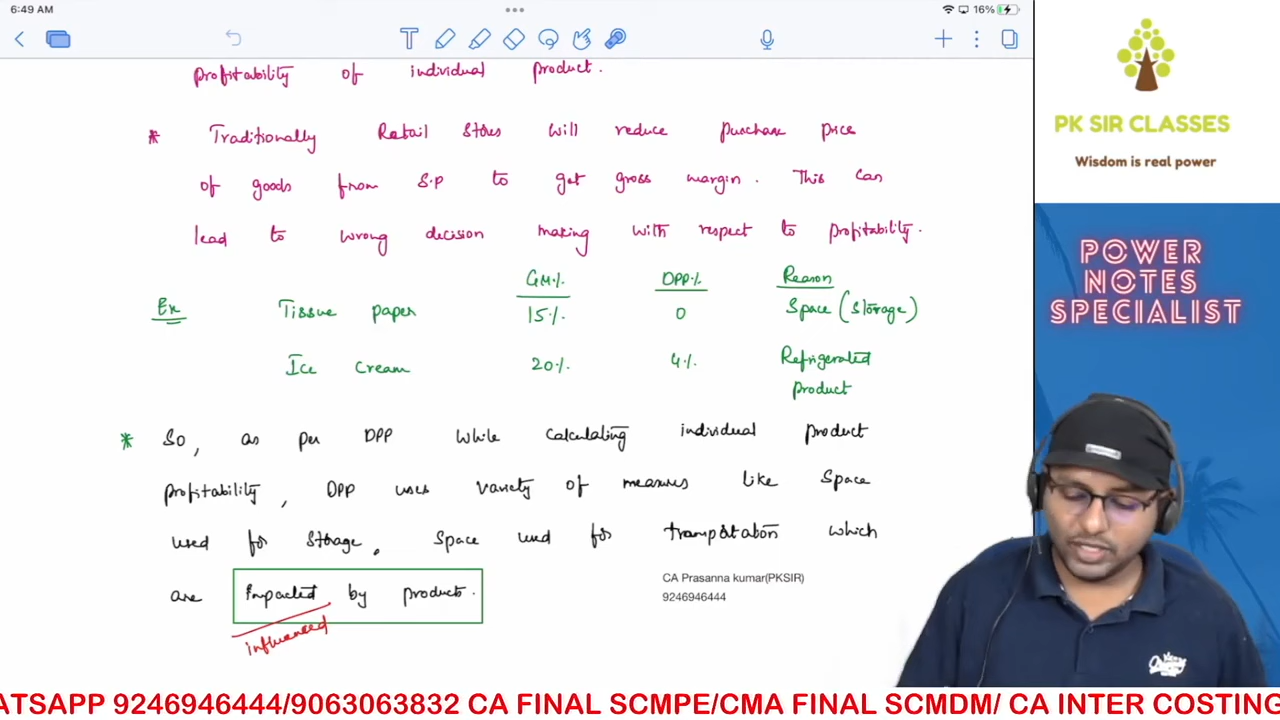 6:49 AM
16%
profitability of individual product.
* Traditionally Retail Stores will reduce purchase price
of goods from S.P to get gross margin. This can
lead to wrong decision making with respect to profitability.
GM% DPP% Reason
Ex Tissue paper 15% 0 Space (Storage)
Ice cream 20% 4% Refrigerated
product
* So, as per DPP while calculating individual product
profitability, DPP uses variety of measures like space
used for storage. Space used for transportation which
are impacted by products.
influenced
CA Prasanna kumar(PKSIR)
9246946444
PK SIR CLASSES
Wisdom is real power
POWER
NOTES
SPECIALIST
ATSAPP 9246946444/9063063832 CA FINAL SCMPE/CMA FINAL SCMDM/ CA INTER COSTING